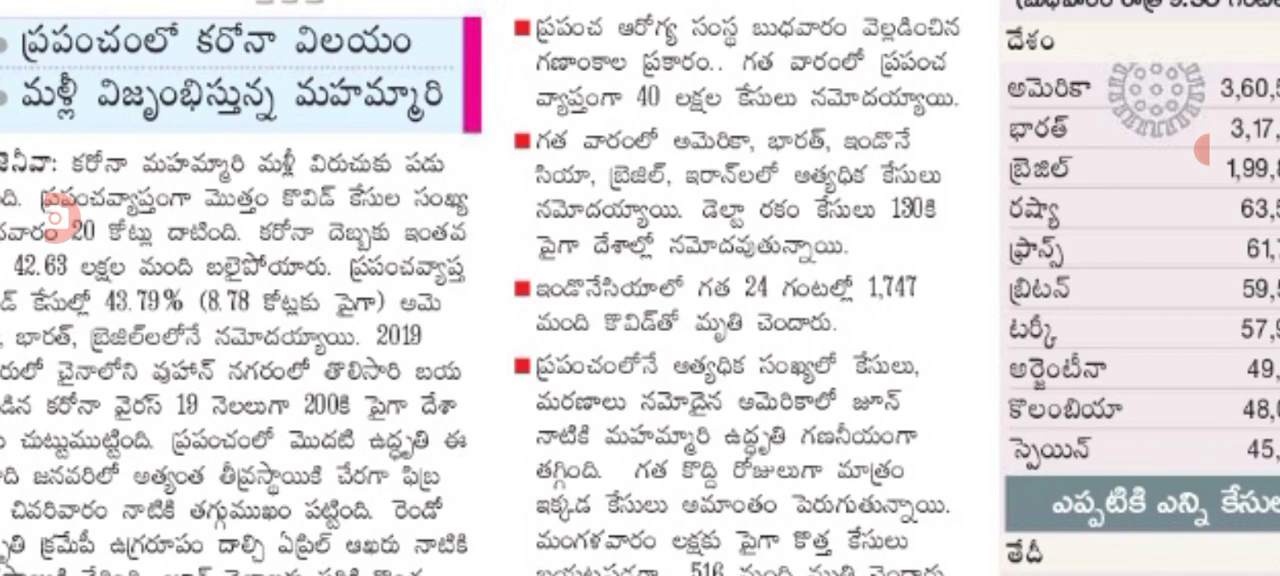 ప్రపంచంలో కరోనా విలయం
మళ్లీ విజృంభిస్తున్న మహమ్మారి
జెనీవా: కరోనా మహమ్మారి మళ్లీ విరుచుకు పడు
ది. ప్రపంచవ్యాప్తంగా మొత్తం కొవిడ్ కేసుల సంఖ్య
20 కోట్లు దాటింది. కరోనా దెబ్బకు ఇంతవ
42.63 లక్షల మంది బలైపోయారు. ప్రపంచవ్యాప్త
డ్ కేసుల్లో 43.79% (8.78 కోట్లకు పైగా) అమె
, భారత్, బ్రెజిల్‌లలోనే నమోదయ్యాయి. 2019
రులో చైనాలోని వుహాన్ నగరంలో తొలిసారి బయ
డిన కరోనా వైరస్ 19 నెలలుగా 200కి పైగా దేశా
చుట్టుముట్టింది. ప్రపంచంలో మొదటి ఉద్ధృతి ఈ
ది జనవరిలో అత్యంత తీవ్రస్థాయికి చేరగా ఫిబ్ర
చివరివారం నాటికి తగ్గుముఖం పట్టింది. రెండో
తి క్రమేపీ ఉగ్రరూపం దాల్చి ఏప్రిల్ ఆఖరు నాటికి
ప్రపంచ ఆరోగ్య సంస్థ బుధవారం వెల్లడించిన
గణాంకాల ప్రకారం.. గత వారంలో ప్రపంచ
వ్యాప్తంగా 40 లక్షల కేసులు నమోదయ్యాయి.
గత వారంలో అమెరికా, భారత్, ఇండొనే
సియా, బ్రెజిల్, ఇరాన్‌లలో అత్యధిక కేసులు
నమోదయ్యాయి. డెల్టా రకం కేసులు 130కి
పైగా దేశాల్లో నమోదవుతున్నాయి.
ఇండొనేసియాలో గత 24 గంటల్లో 1,747
మంది కొవిడ్‌తో మృతి చెందారు.
ప్రపంచంలోనే అత్యధిక సంఖ్యలో కేసులు,
మరణాలు నమోదైన అమెరికాలో జూన్
నాటికి మహమ్మారి ఉద్ధృతి గణనీయంగా
తగ్గింది. గత కొద్ది రోజులుగా మాత్రం
ఇక్కడ కేసులు అమాంతం పెరుగుతున్నాయి.
మంగళవారం లక్షకు పైగా కొత్త కేసులు
516 మంది మృతి చెందారు
దేశం
అమెరికా 3,60,5
భారత్ 3,17,
బ్రెజిల్ 1,99,
రష్యా 63,
ఫ్రాన్స్ 61,
బ్రిటన్ 59,
టర్కీ 57,
అర్జెంటీనా 49,
కొలంబియా 48,
స్పెయిన్ 45,
ఎప్పటికి ఎన్ని కేసుల
తేదీ